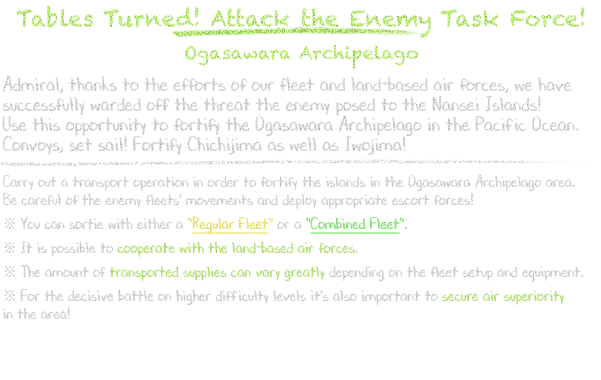 Tables Turned! Attack the Enemy Task Force!
Ogasawara Archipelago
Admiral, thanks to the efforts of our fleet and land-based air forces, we have
successfully warded off the threat the enemy posed to the Nansei Islands!
Use this opportunity to fortify the Ogasawara Archipelago in the Pacific Ocean.
Convoys, set sail! Fortify Chichijima as well as Iwojima!
Carry out a transport operation in order to fortify the islands in the Ogasawara Archipelago area.
Be careful of the enemy fleets' movements and deploy appropriate escort forces!
※ You can sortie with either a "Regular Fleet" or a "Combined Fleet".
※ It is possible to cooperate with the land-based air forces.
※ The amount of transported supplies can vary greatly depending on the fleet setup and equipment.
※ For the decisive battle on higher difficulty levels it's also important to secure air superiority
in the area!